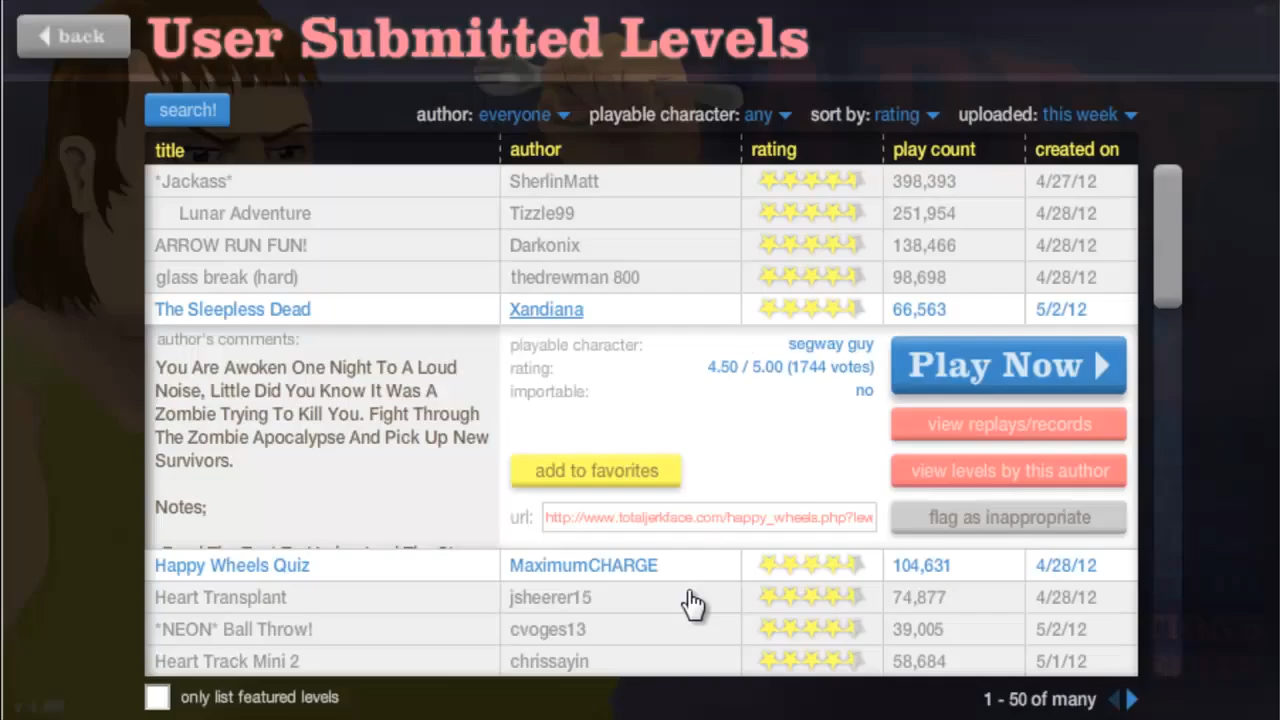 back
User Submitted Levels
search!
author: everyone playable character: any sort by: rating uploaded: this week
title author rating play count created on
*Jackass* SherlinMatt 398,393 4/27/12
Lunar Adventure Tizzle99 251,954 4/28/12
ARROW RUN FUN! Darkonix 138,466 4/28/12
glass break (hard) thedrewman 800 98,698 4/28/12
The Sleepless Dead Xandiana 66,563 5/2/12
author's comments:
You Are Awoken One Night To A Loud
Noise, Little Did You Know It Was A
Zombie Trying To Kill You. Fight Through
The Zombie Apocalypse And Pick Up New
Survivors.
Notes;
playable character: segway guy
rating: 4.50 / 5.00 (1744 votes)
importable: no
add to favorites
url: http://www.totaljerkface.com/happy_wheels.php?lev
Play Now
view replays/records
view levels by this author
flag as inappropriate
Happy Wheels Quiz MaximumCHARGE 104,631 4/28/12
Heart Transplant jsheerer15 74,877 4/28/12
*NEON* Ball Throw! cvoges13 39,005 5/2/12
Heart Track Mini 2 chrissayin 58,684 5/1/12
only list featured levels
1 - 50 of many